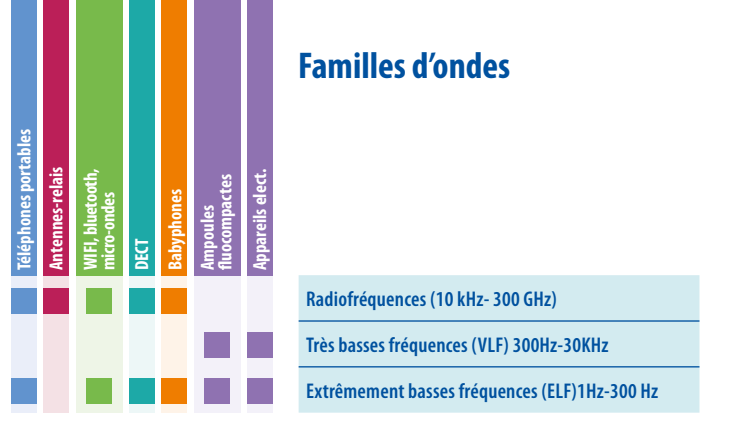 Familles d’ondes
Téléphones portables
Antennes-relais
WIFI, bluetooth,
micro-ondes
DECT
Babyphones
Ampoules
fluocompactes
Appareils elect.
Radiofréquences (10 kHz- 300 GHz)
Très basses fréquences (VLF) 300Hz-30KHz
Extrêmement basses fréquences (ELF)1Hz-300 Hz